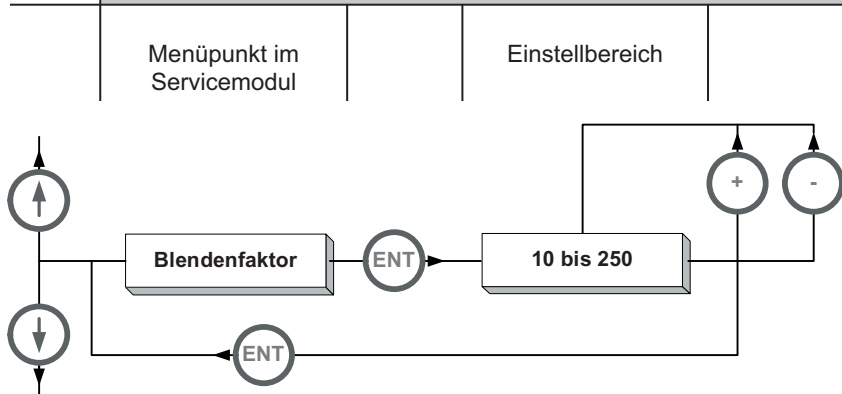 Menüpunkt im
Servicemodul
Einstellbereich
+
-
Blendenfaktor
ENT
10 bis 250
ENT